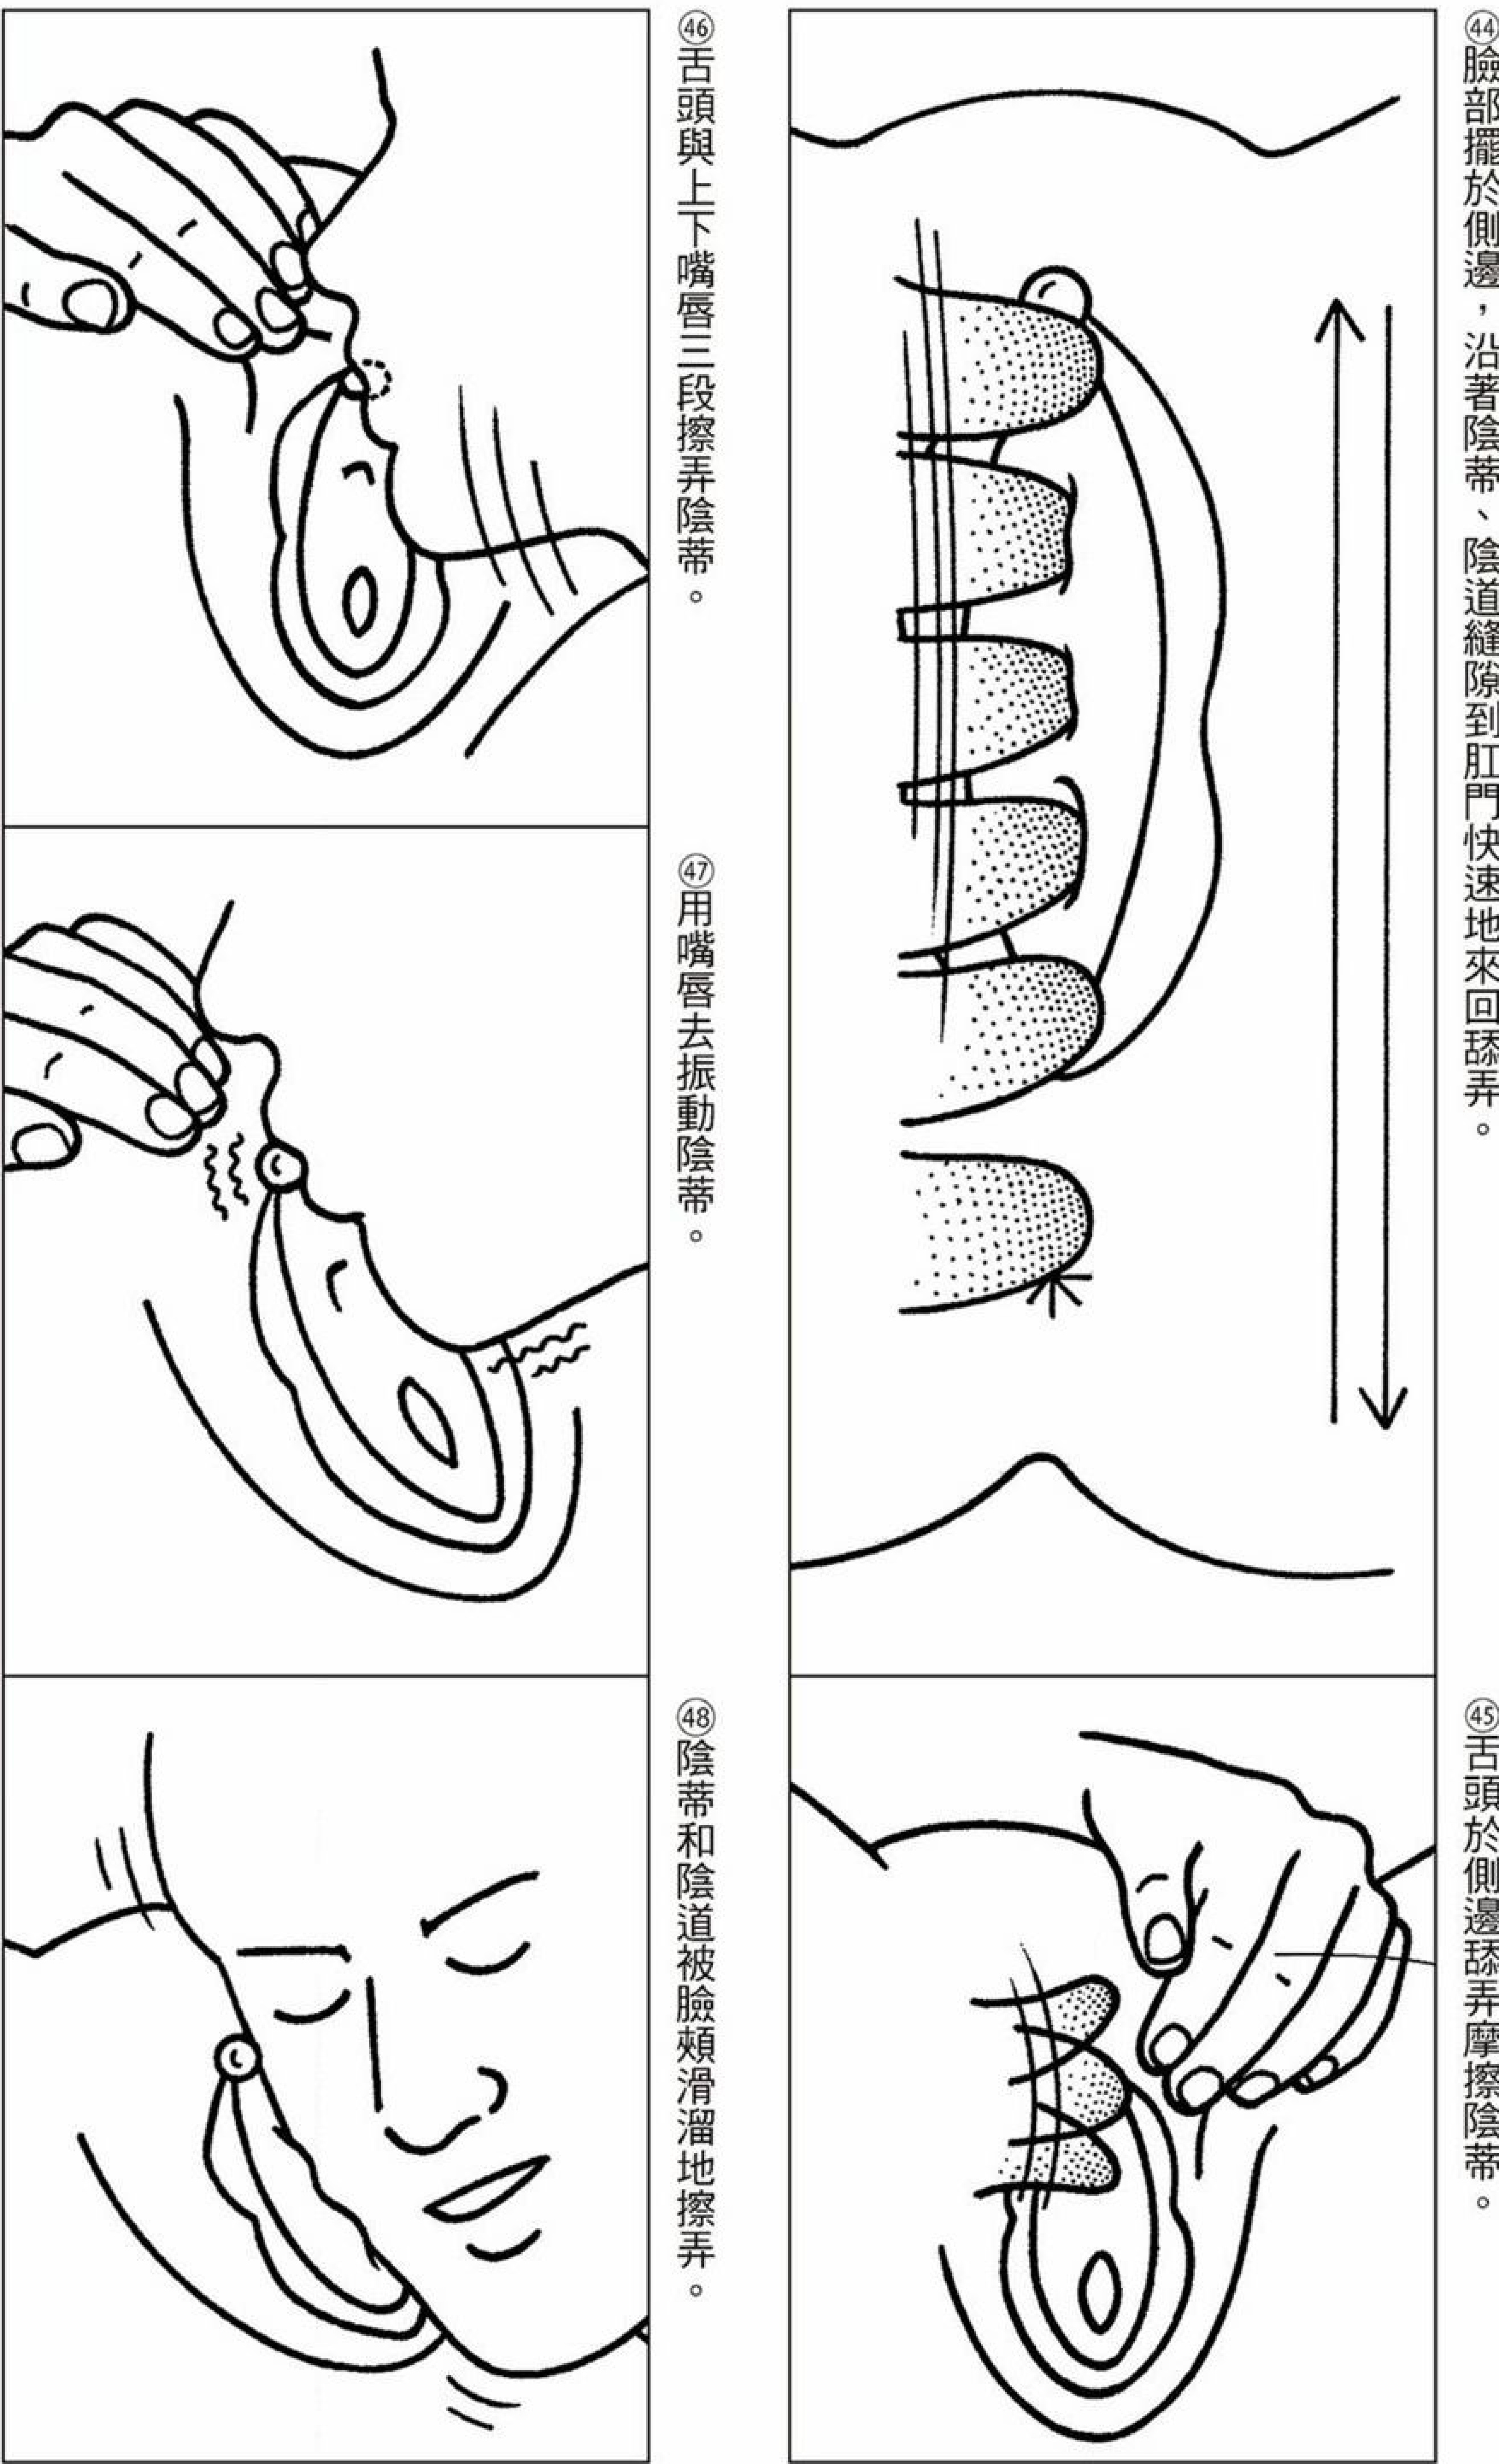 ㊹臉部擺於側邊，沿著陰蒂、陰道縫隙到肛門快速地來回舔弄。
㊺舌頭於側邊舔弄摩擦陰蒂。
㊻舌頭與上下嘴唇三段擦弄陰蒂。
㊼用嘴唇去振動陰蒂。
㊽陰蒂和陰道被臉頰滑溜地擦弄。